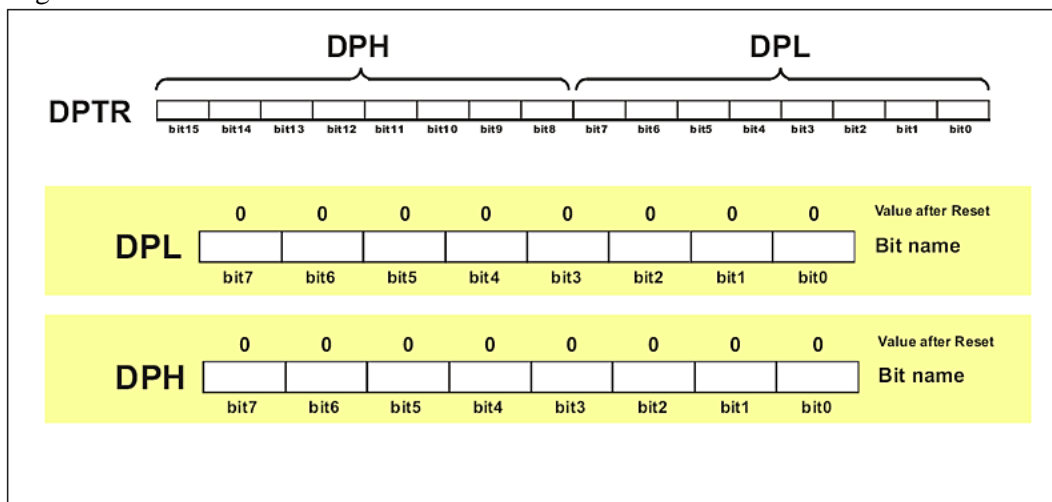 DPH DPL
DPTR
bit15 bit14 bit13 bit12 bit11 bit10 bit9 bit8 bit7 bit6 bit5 bit4 bit3 bit2 bit1 bit0
0 0 0 0 0 0 0 0 Value after Reset
DPL Bit name
bit7 bit6 bit5 bit4 bit3 bit2 bit1 bit0
0 0 0 0 0 0 0 0 Value after Reset
DPH Bit name
bit7 bit6 bit5 bit4 bit3 bit2 bit1 bit0